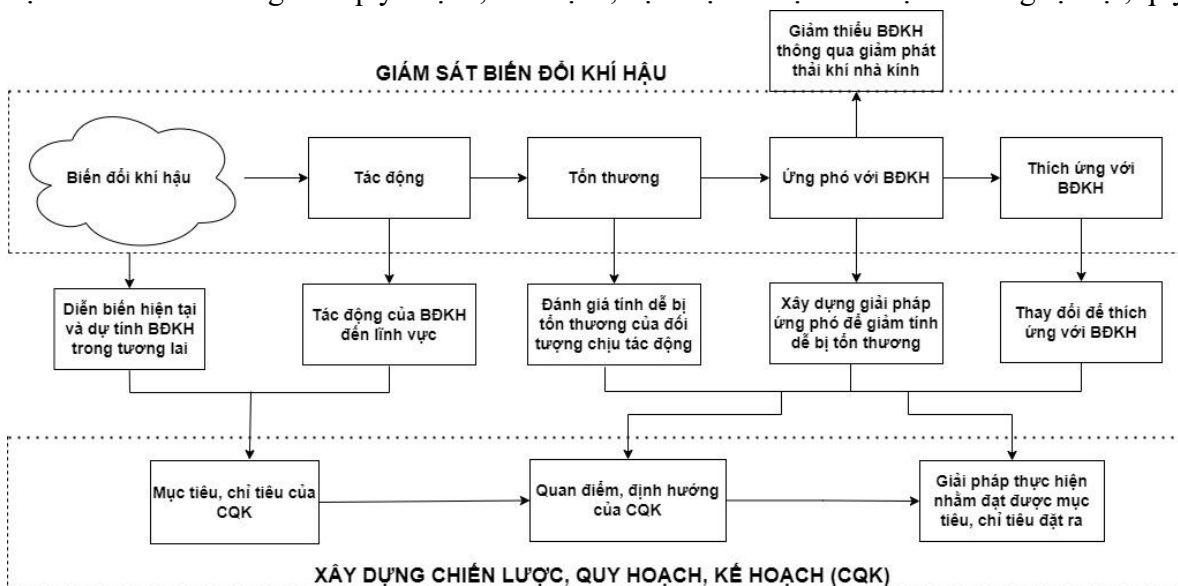 Giảm thiểu BĐKH
thông qua giảm phát
thải khí nhà kính
GIÁM SÁT BIẾN ĐỔI KHÍ HẬU
Biến đổi khí hậu
Tác động
Tổn thương
Ứng phó với BĐKH
Thích ứng với
BĐKH
Diễn biến hiện tại
và dự tính BĐKH
trong tương lai
Tác động của BĐKH
đến lĩnh vực
Đánh giá tính dễ bị
tổn thương của đối
tượng chịu tác động
Xây dựng giải pháp
ứng phó để giảm tính
dễ bị tổn thương
Thay đổi để thích
ứng với BĐKH
Mục tiêu, chỉ tiêu của
CQK
Quan điểm, định hướng
của CQK
Giải pháp thực hiện
nhằm đạt được mục
tiêu, chỉ tiêu đặt ra
XÂY DỰNG CHIẾN LƯỢC, QUY HOẠCH, KẾ HOẠCH (CQK)